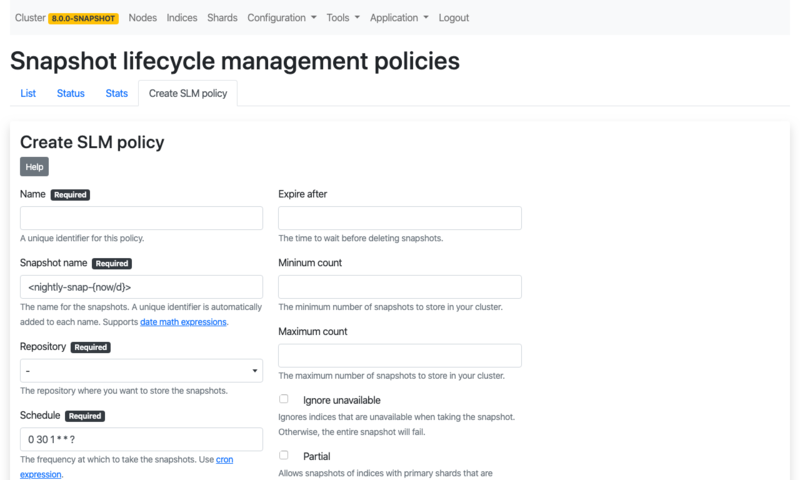 Cluster 8.0.0-SNAPSHOT Nodes Indices Shards Configuration Tools Application Logout
Snapshot lifecycle management policies
List Status Stats Create SLM policy
Create SLM policy
Help
Name Required
A unique identifier for this policy.
Snapshot name Required
<nightly-snap-{now/d}>
The name for the snapshots. A unique identifier is automatically
added to each name. Supports date math expressions.
Repository Required
-
The repository where you want to store the snapshots.
Schedule Required
0 30 1 * * ?
The frequency at which to take the snapshots. Use cron
expression.
Expire after
The time to wait before deleting snapshots.
Mininum count
The minimum number of snapshots to store in your cluster.
Maximum count
The maximum number of snapshots to store in your cluster.
Ignore unavailable
Ignores indices that are unavailable when taking the snapshot.
Otherwise, the entire snapshot will fail.
Partial
Allows snapshots of indices with primary shards that are